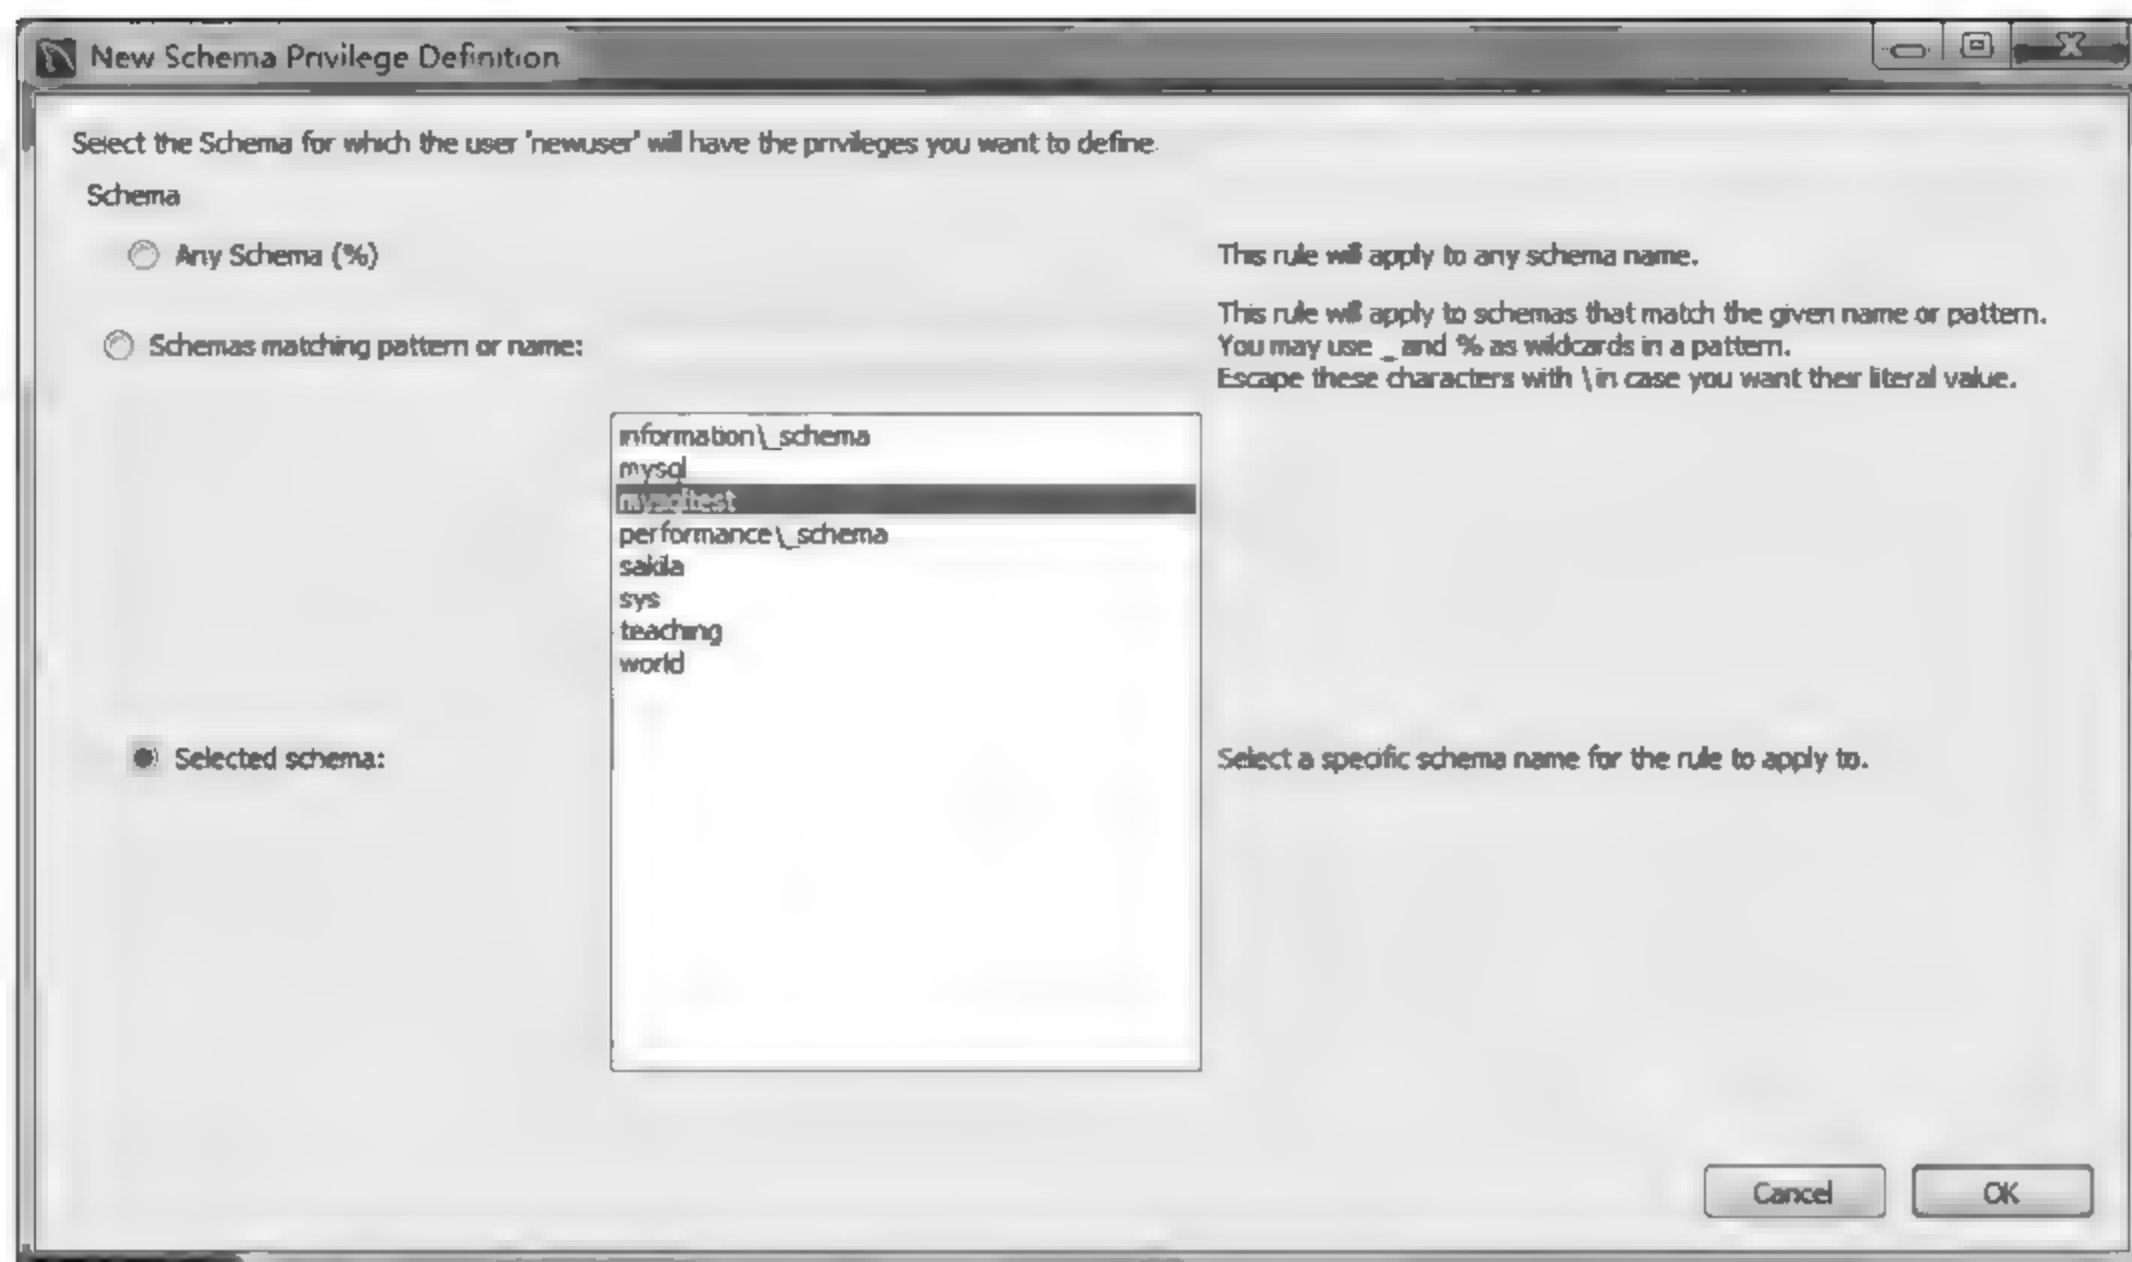 New Schema Privilege Definition
Select the Schema for which the user 'newuser' will have the privileges you want to define.
Schema
Any Schema (%)
This rule will apply to any schema name.
Schemas matching pattern or name:
This rule will apply to schemas that match the given name or pattern.
You may use _ and % as wildcards in a pattern.
Escape these characters with \ in case you want their literal value.
information\_schema
mysql
mysqltest
performance\_schema
sakila
sys
teaching
world
Selected schema:
Select a specific schema name for the rule to apply to.
Cancel
OK